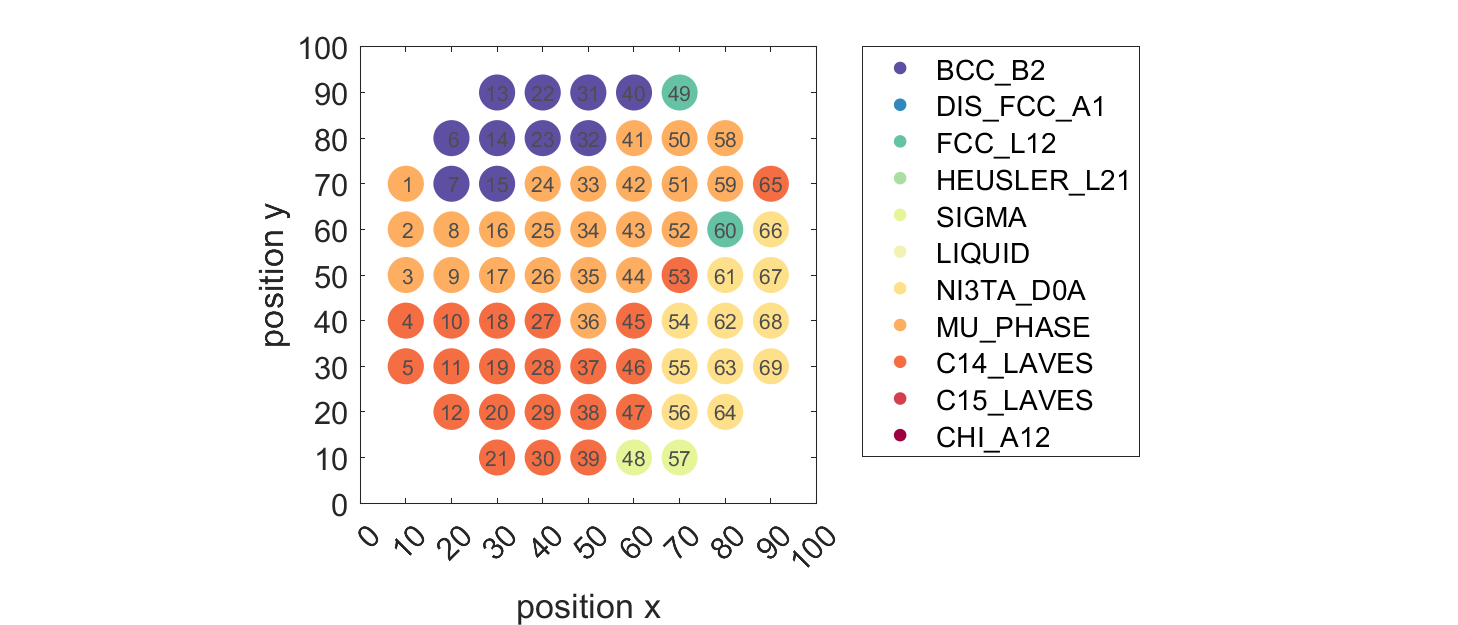 100
90
80
70
60
50
40
30
20
10
0
position y
13 22 31 40 49
6 14 23 32 41 50 58
1 7 15 24 33 42 51 59 65
2 8 16 25 34 43 52 60 66
3 9 17 26 35 44 53 61 67
4 10 18 27 36 45 54 62 68
5 11 19 28 37 46 55 63 69
12 20 29 38 47 56 64
21 30 39 48 57
0 10 20 30 40 50 60 70 80 90 100
position x
BCC_B2
DIS_FCC_A1
FCC_L12
HEUSLER_L21
SIGMA
LIQUID
NI3TA_D0A
MU_PHASE
C14_LAVES
C15_LAVES
CHI_A12